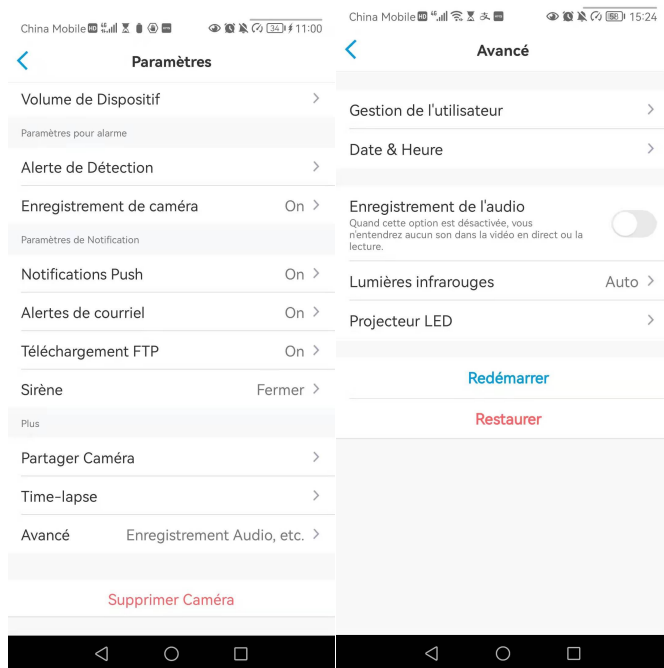 China Mobile HD 11:00
Paramètres
Volume de Dispositif
Paramètres pour alarme
Alerte de Détection
Enregistrement de caméra On
Paramètres de Notification
Notifications Push On
Alertes de courriel On
Téléchargement FTP On
Sirène Fermer
Plus
Partager Caméra
Time-lapse
Avancé Enregistrement Audio, etc.
Supprimer Caméra
China Mobile HD 15:24
Avancé
Gestion de l'utilisateur
Date & Heure
Enregistrement de l'audio
Quand cette option est désactivée, vous
n'entendrez aucun son dans la vidéo en direct ou la
lecture.
Lumières infrarouges Auto
Projecteur LED
Redémarrer
Restaurer